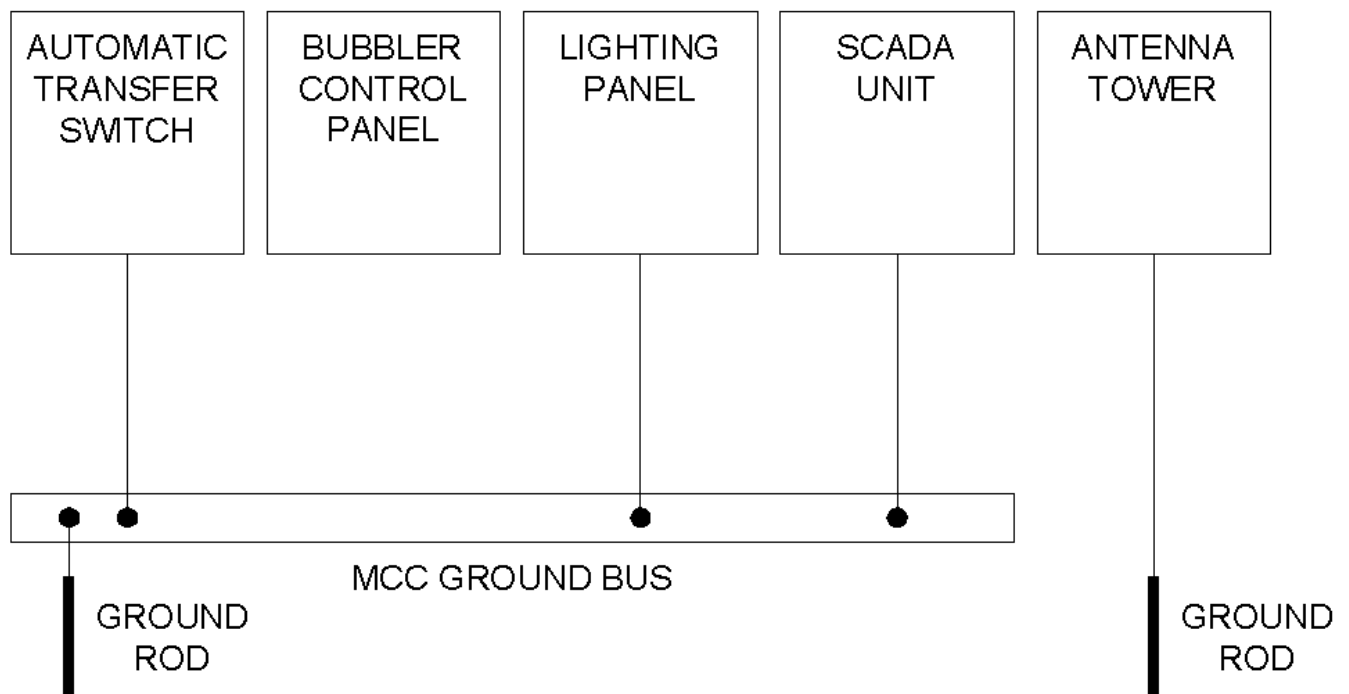 AUTOMATIC
TRANSFER
SWITCH
BUBBLER
CONTROL
PANEL
LIGHTING
PANEL
SCADA
UNIT
ANTENNA
TOWER
MCC GROUND BUS
GROUND
ROD
GROUND
ROD